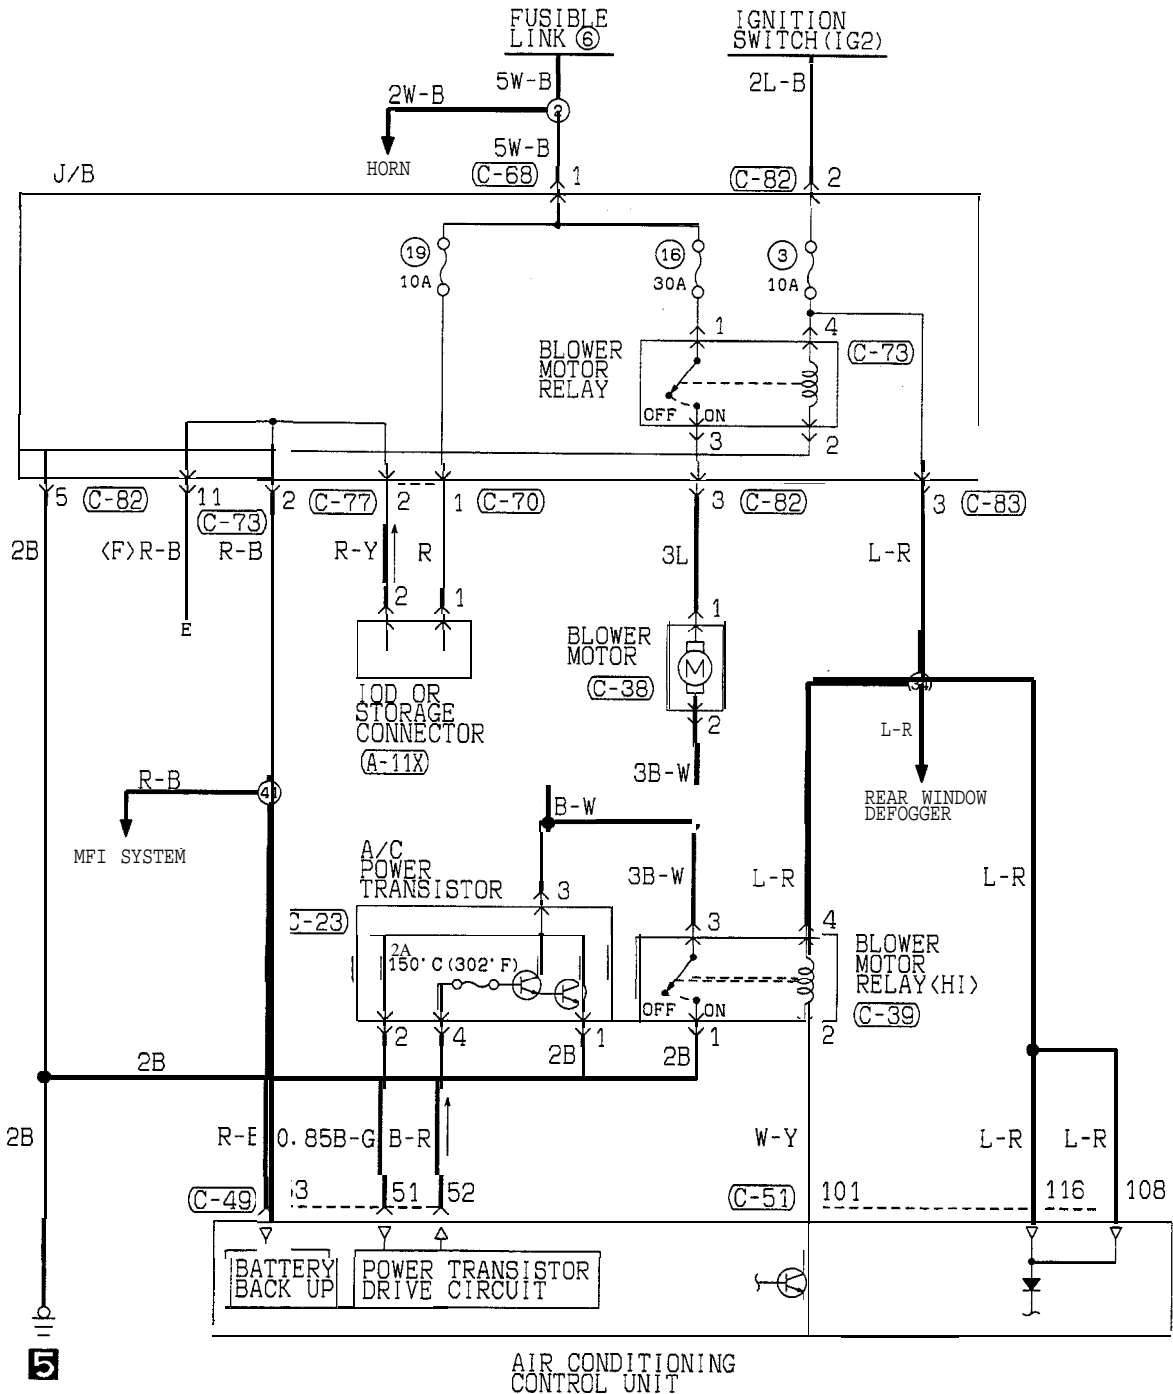 FUSIBLE
LINK 6
IGNITION
SWITCH(IG2)
5W-B
2L-B
2W-B
2
5W-B
HORN
J/B
C-68
1
C-82
2
19
10A
16
30A
3
10A
1
4
BLOWER
MOTOR
RELAY
C-73
OFF
ON
3
2
5
C-82
11
C-73
2
C-77
2
1
C-70
3
C-82
3
C-83
2B
<F>R-B
R-B
R-Y
R
3L
L-R
E
2
1
1
BLOWER
MOTOR
M
C-38
IOD OR
STORAGE
CONNECTOR
A-11X
2
34
L-R
3B-W
R-B
41
B-W
REAR WINDOW
DEFOGGER
MFI SYSTEM
A/C
POWER
TRANSISTOR
3
3B-W
L-R
L-R
C-23
3
4
BLOWER
MOTOR
RELAY<HI>
C-39
2A
150°C(302°F)
OFF
ON
2
4
1
1
2
2B
2B
2B
2B
R-B
0.85B-G
B-R
W-Y
L-R
L-R
C-49
53
51
52
C-51
101
116
108
BATTERY
BACK UP
POWER TRANSISTOR
DRIVE CIRCUIT
5
AIR CONDITIONING
CONTROL UNIT